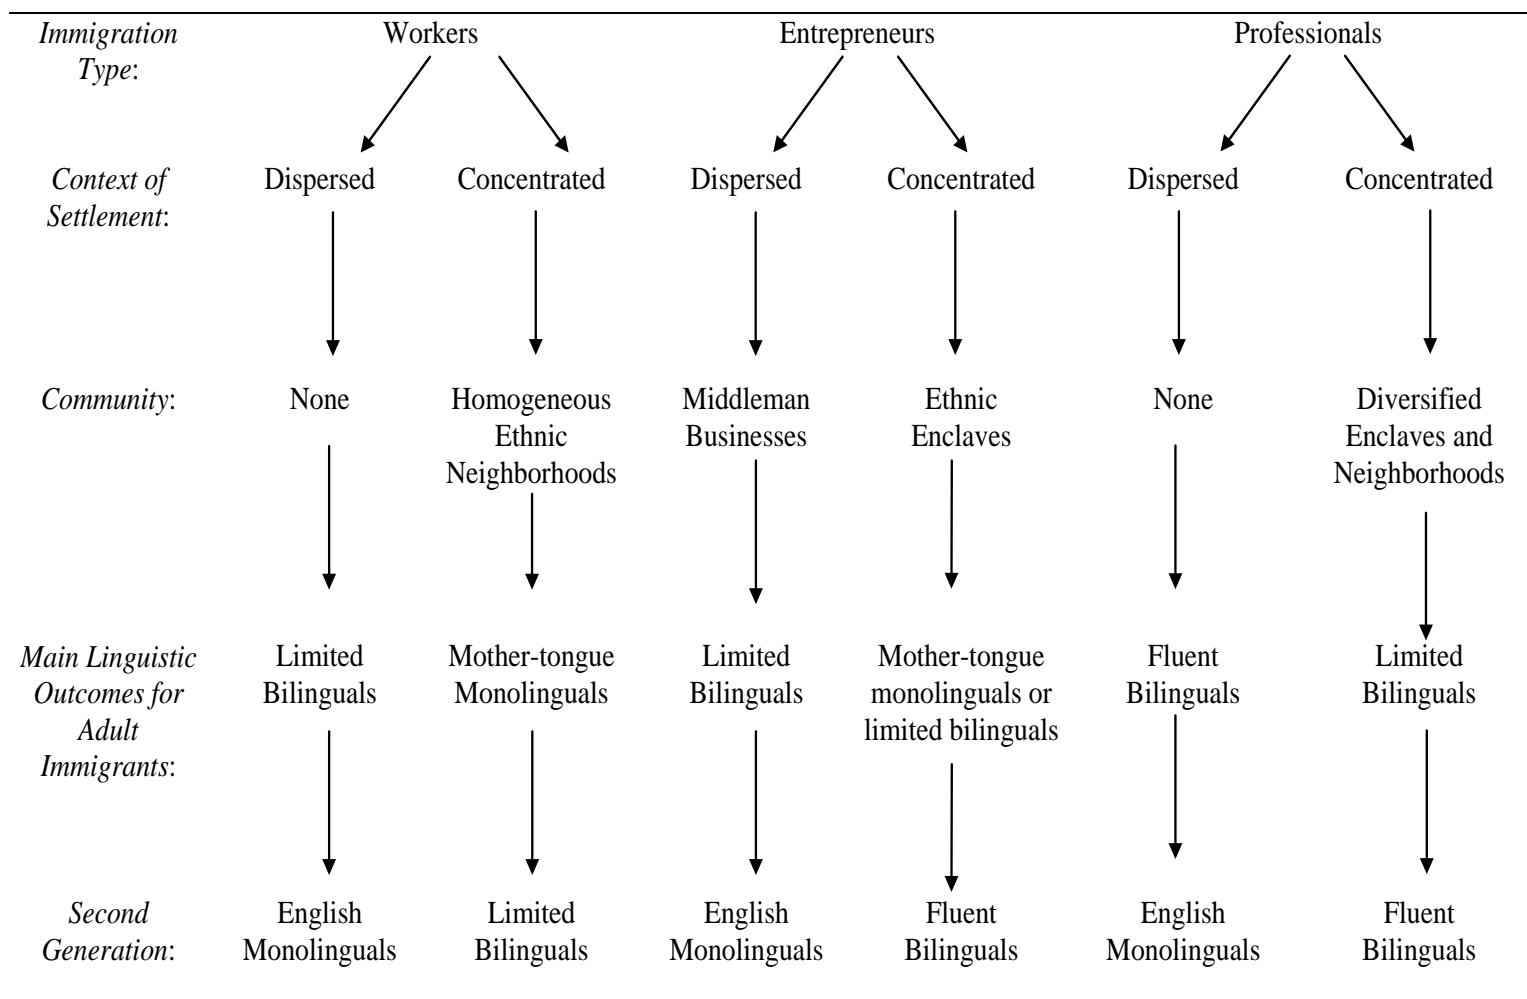 Immigration Type: Workers Entrepreneurs Professionals
Context of Settlement: Dispersed Concentrated Dispersed Concentrated Dispersed Concentrated
Community: None Homogeneous Ethnic Neighborhoods Middleman Businesses Ethnic Enclaves None Diversified Enclaves and Neighborhoods
Main Linguistic Outcomes for Adult Immigrants: Limited Bilinguals Mother-tongue Monolinguals Limited Bilinguals Mother-tongue monolinguals or limited bilinguals Fluent Bilinguals Limited Bilinguals
Second Generation: English Monolinguals Limited Bilinguals English Monolinguals Fluent Bilinguals English Monolinguals Fluent Bilinguals